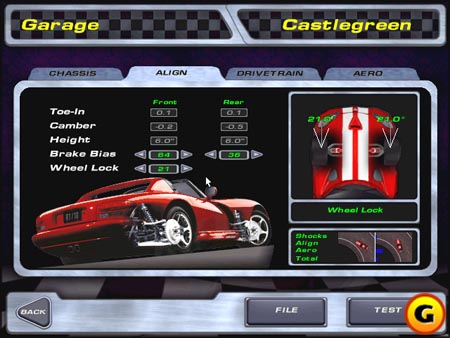 Garage
Castlegreen
CHASSIS
ALIGN
DRIVETRAIN
AERO
Front Rear
Toe-In 0.1 0.1
Camber -0.2 -0.5
Height 6.0" 6.0"
Brake Bias 64 36
Wheel Lock 21
21.0°
Wheel Lock
Shocks
Align
Aero
Total
BACK
FILE
TEST
G